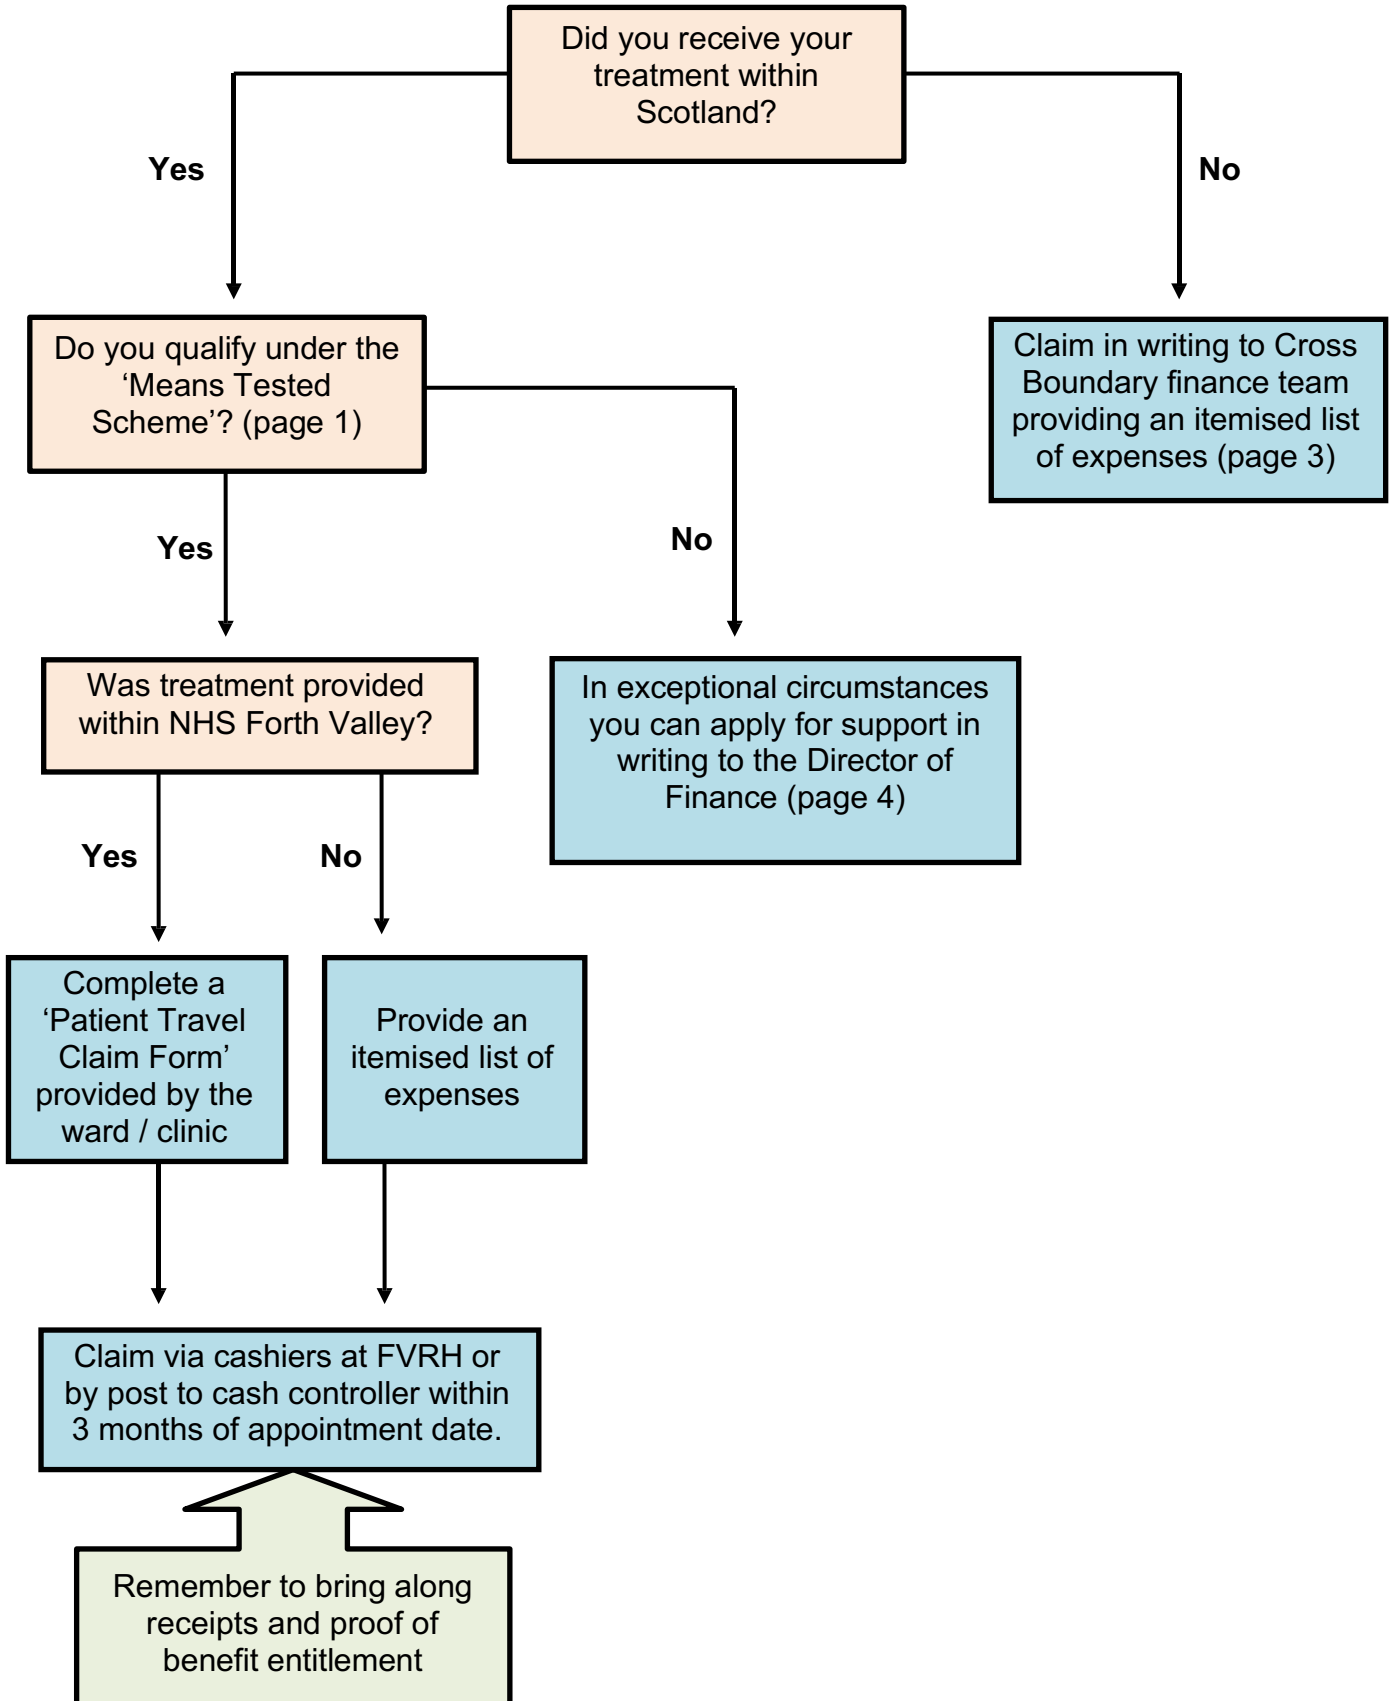 Did you receive your
treatment within
Scotland?
Yes
No
Do you qualify under the
‘Means Tested
Scheme’? (page 1)
Claim in writing to Cross
Boundary finance team
providing an itemised list
of expenses (page 3)
Yes
No
Was treatment provided
within NHS Forth Valley?
In exceptional circumstances
you can apply for support in
writing to the Director of
Finance (page 4)
Yes
No
Complete a
‘Patient Travel
Claim Form’
provided by the
ward / clinic
Provide an
itemised list of
expenses
Claim via cashiers at FVRH or
by post to cash controller within
3 months of appointment date.
Remember to bring along
receipts and proof of
benefit entitlement